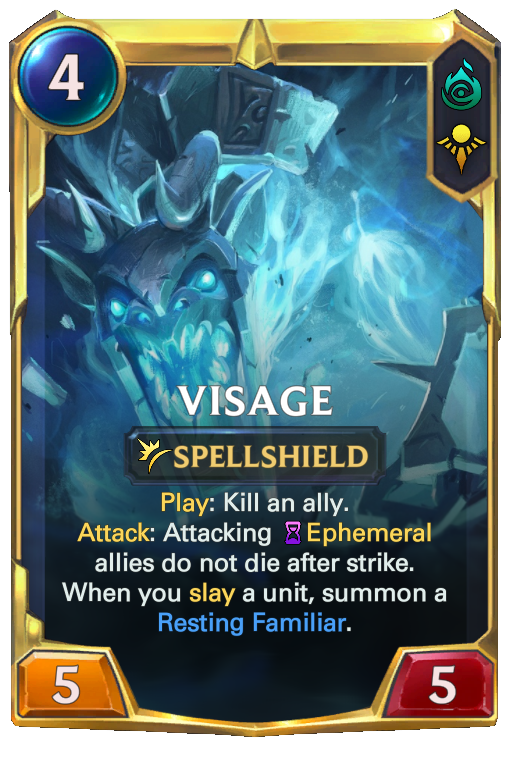 4
VISAGE
SPELLSHIELD
Play: Kill an ally.
Attack: Attacking Ephemeral
allies do not die after strike.
When you slay a unit, summon a
Resting Familiar.
5 5